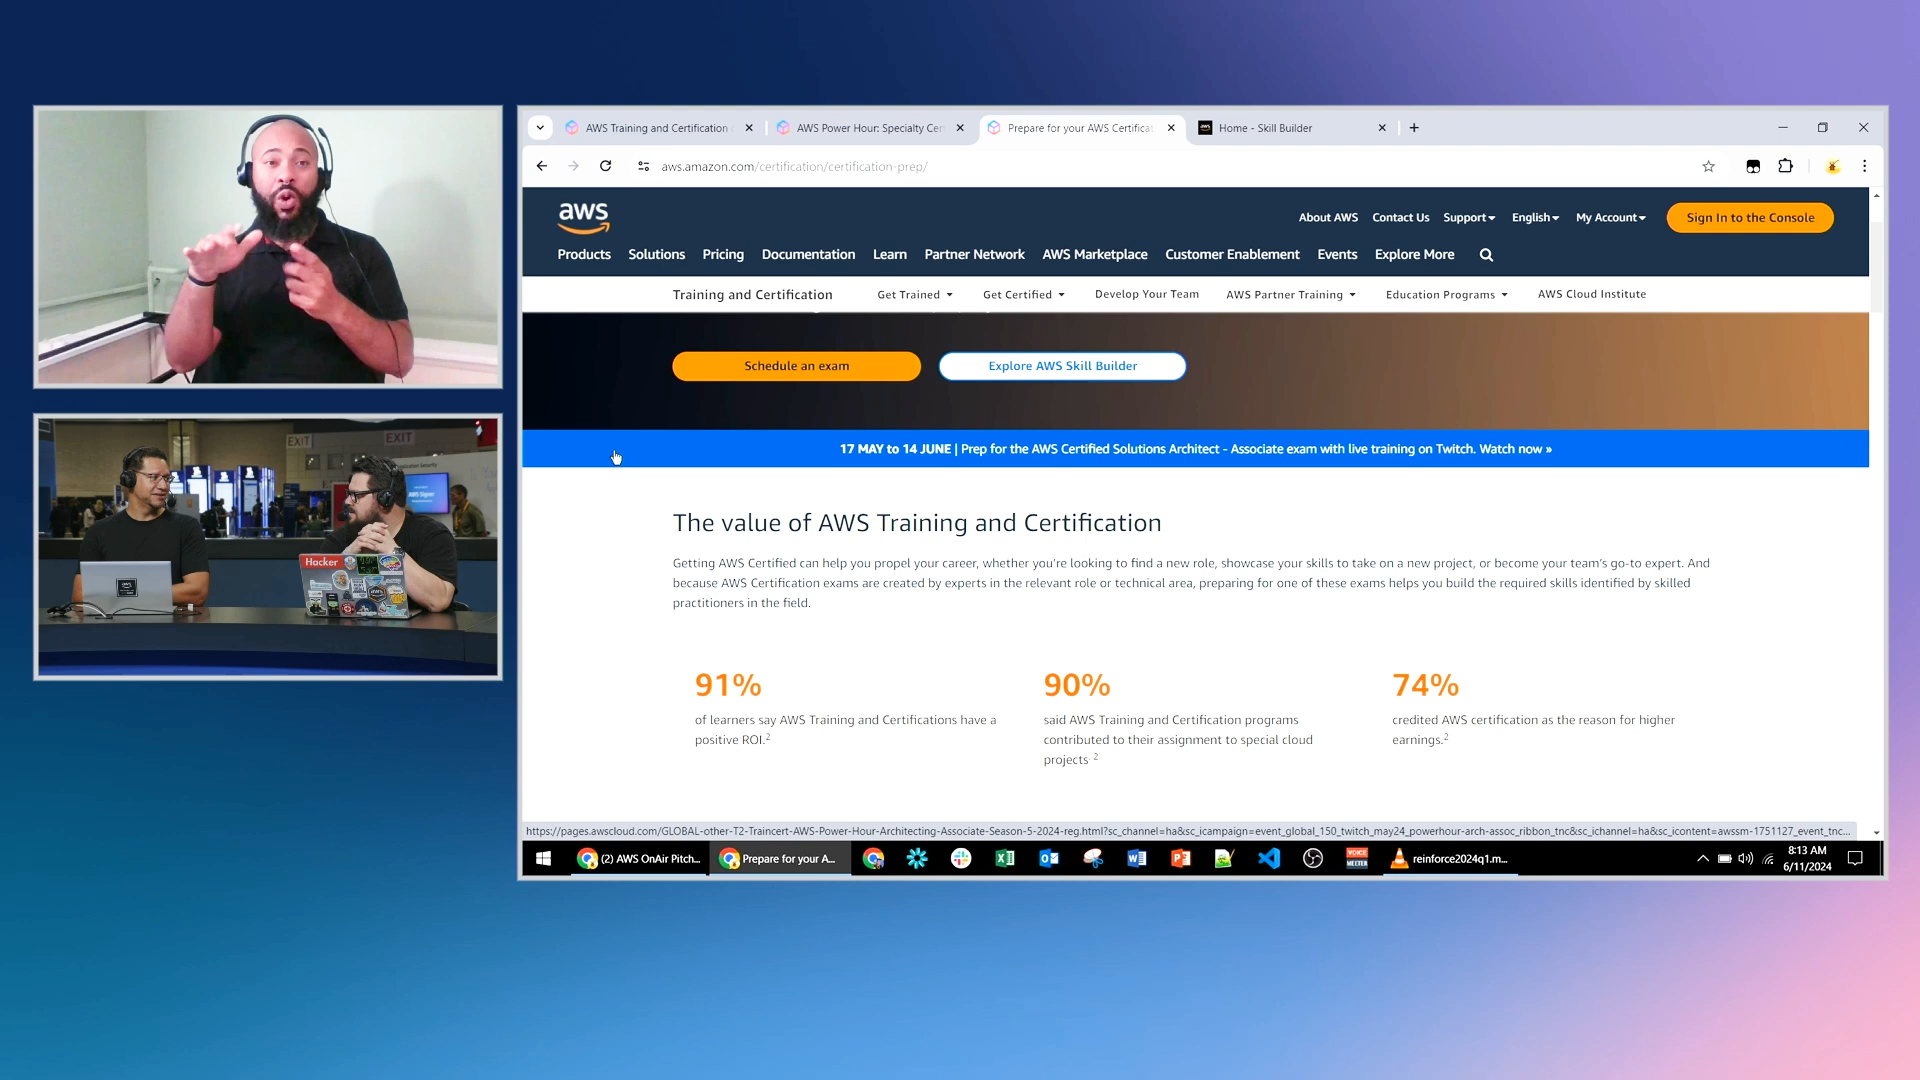 EXIT
EXIT
AWS Signer
Hacker
aws
AWS Training and Certification
AWS Power Hour: Specialty Cer
Prepare for your AWS Certificat
Home - Skill Builder
aws.amazon.com/certification/certification-prep/
aws
About AWS Contact Us Support English My Account Sign In to the Console
Products Solutions Pricing Documentation Learn Partner Network AWS Marketplace Customer Enablement Events Explore More
Training and Certification Get Trained Get Certified Develop Your Team AWS Partner Training Education Programs AWS Cloud Institute
Schedule an exam Explore AWS Skill Builder
17 MAY to 14 JUNE | Prep for the AWS Certified Solutions Architect - Associate exam with live training on Twitch. Watch now »
The value of AWS Training and Certification
Getting AWS Certified can help you propel your career, whether you're looking to find a new role, showcase your skills to take on a new project, or become your team's go-to expert. And
because AWS Certification exams are created by experts in the relevant role or technical area, preparing for one of these exams helps you build the required skills identified by skilled
practitioners in the field.
91%
of learners say AWS Training and Certifications have a
positive ROI.2
90%
said AWS Training and Certification programs
contributed to their assignment to special cloud
projects 2
74%
credited AWS certification as the reason for higher
earnings.2
https://pages.awscloud.com/GLOBAL-other-T2-Traincert-AWS-Power-Hour-Architecting-Associate-Season-5-2024-reg.html?sc_channel=ha&sc_icampaign=event_global_150_twitch_may24_powerhour-arch-assoc_ribbon_tnc&sc_ichannel=ha&sc_icontent=awssm-1751127_event_tnc...
(2) AWS OnAir Pitch... Prepare for your A... VOICE MEETER reinforce2024q1.m...
8:13 AM
6/11/2024